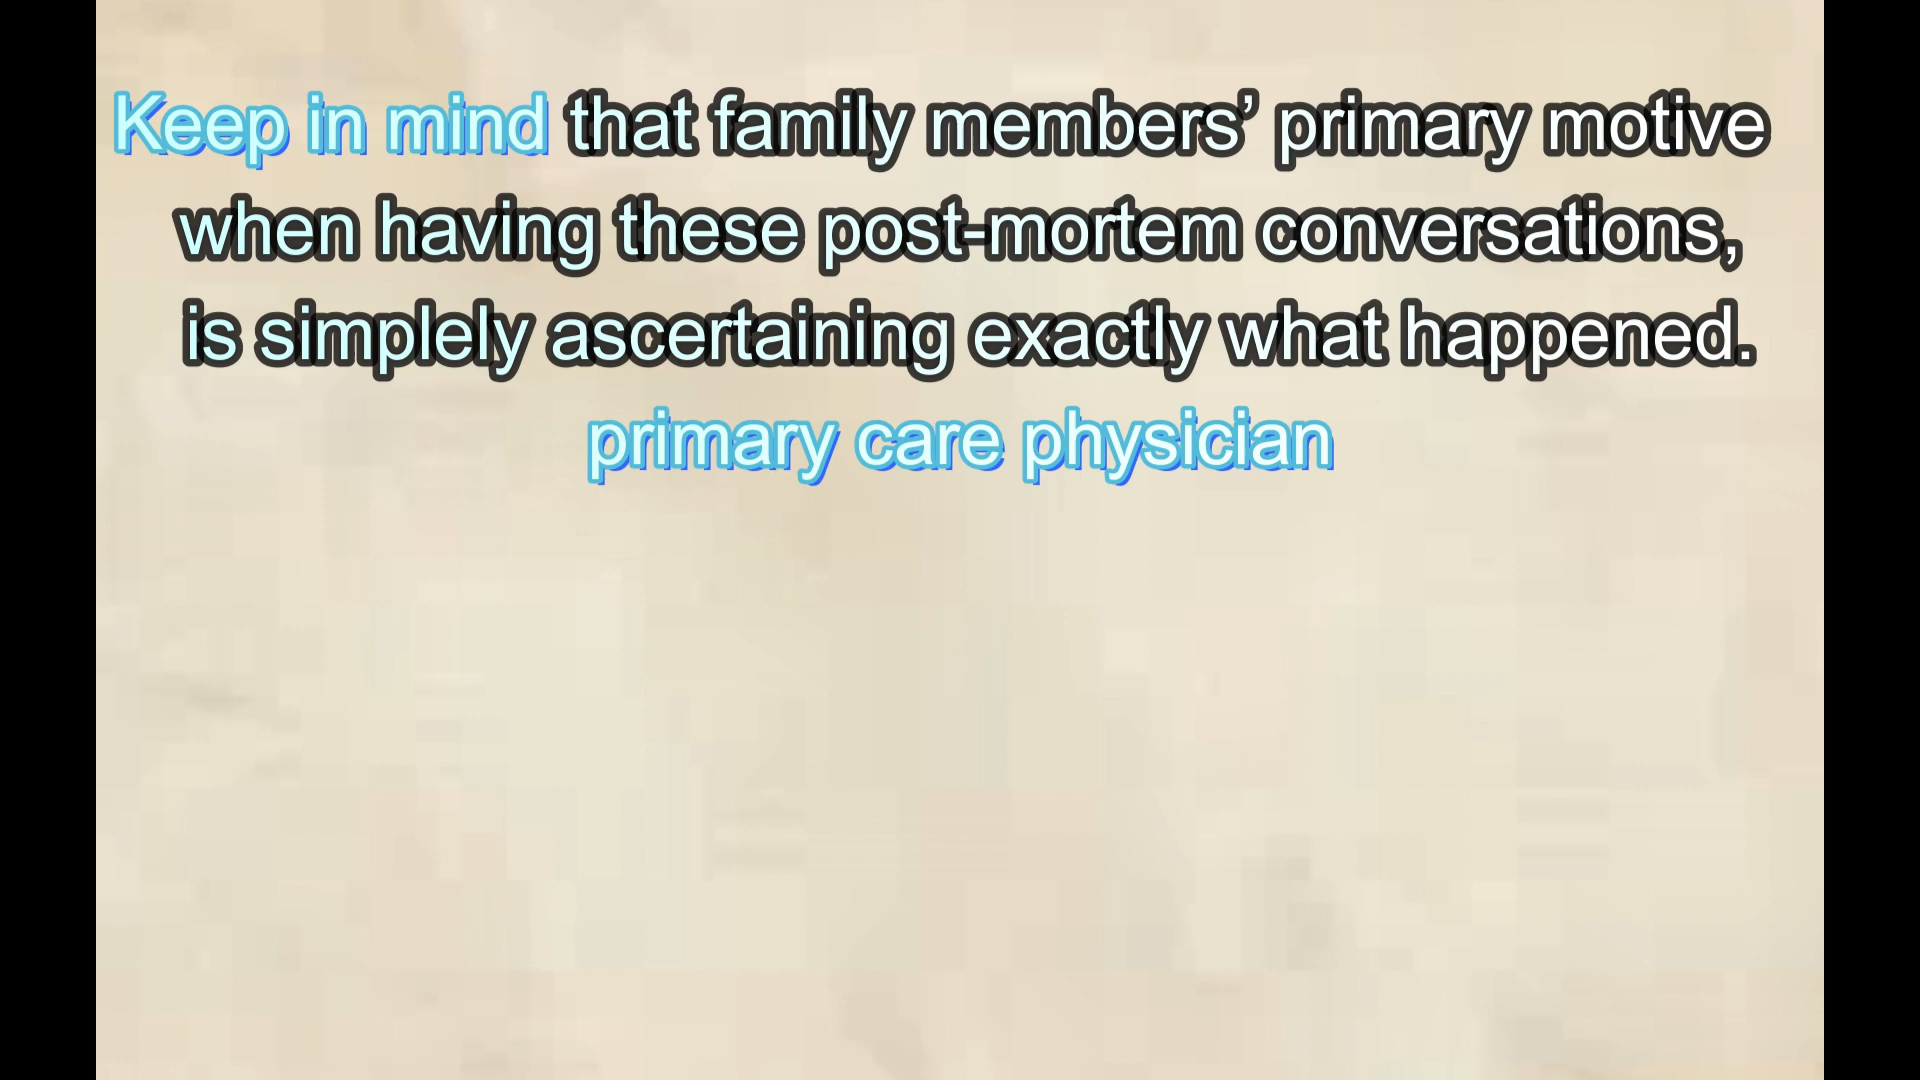 Keep in mind that family members’ primary motive
when having these post-mortem conversations,
is simplely ascertaining exactly what happened.
primary care physician